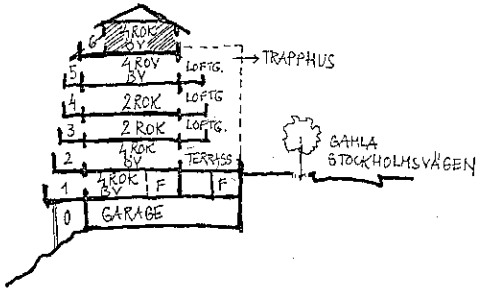 6 4 ROK
BV
TRAPPHUS
5 4 ROV LOFTG
BV
4 2 ROK LOFTG
3 2 ROK LOFTG.
2 4 ROK TERRASS
BV
GAMLA
STOCKHOLMSVÄGEN
1 4 ROK F F
BV
0 GARAGE